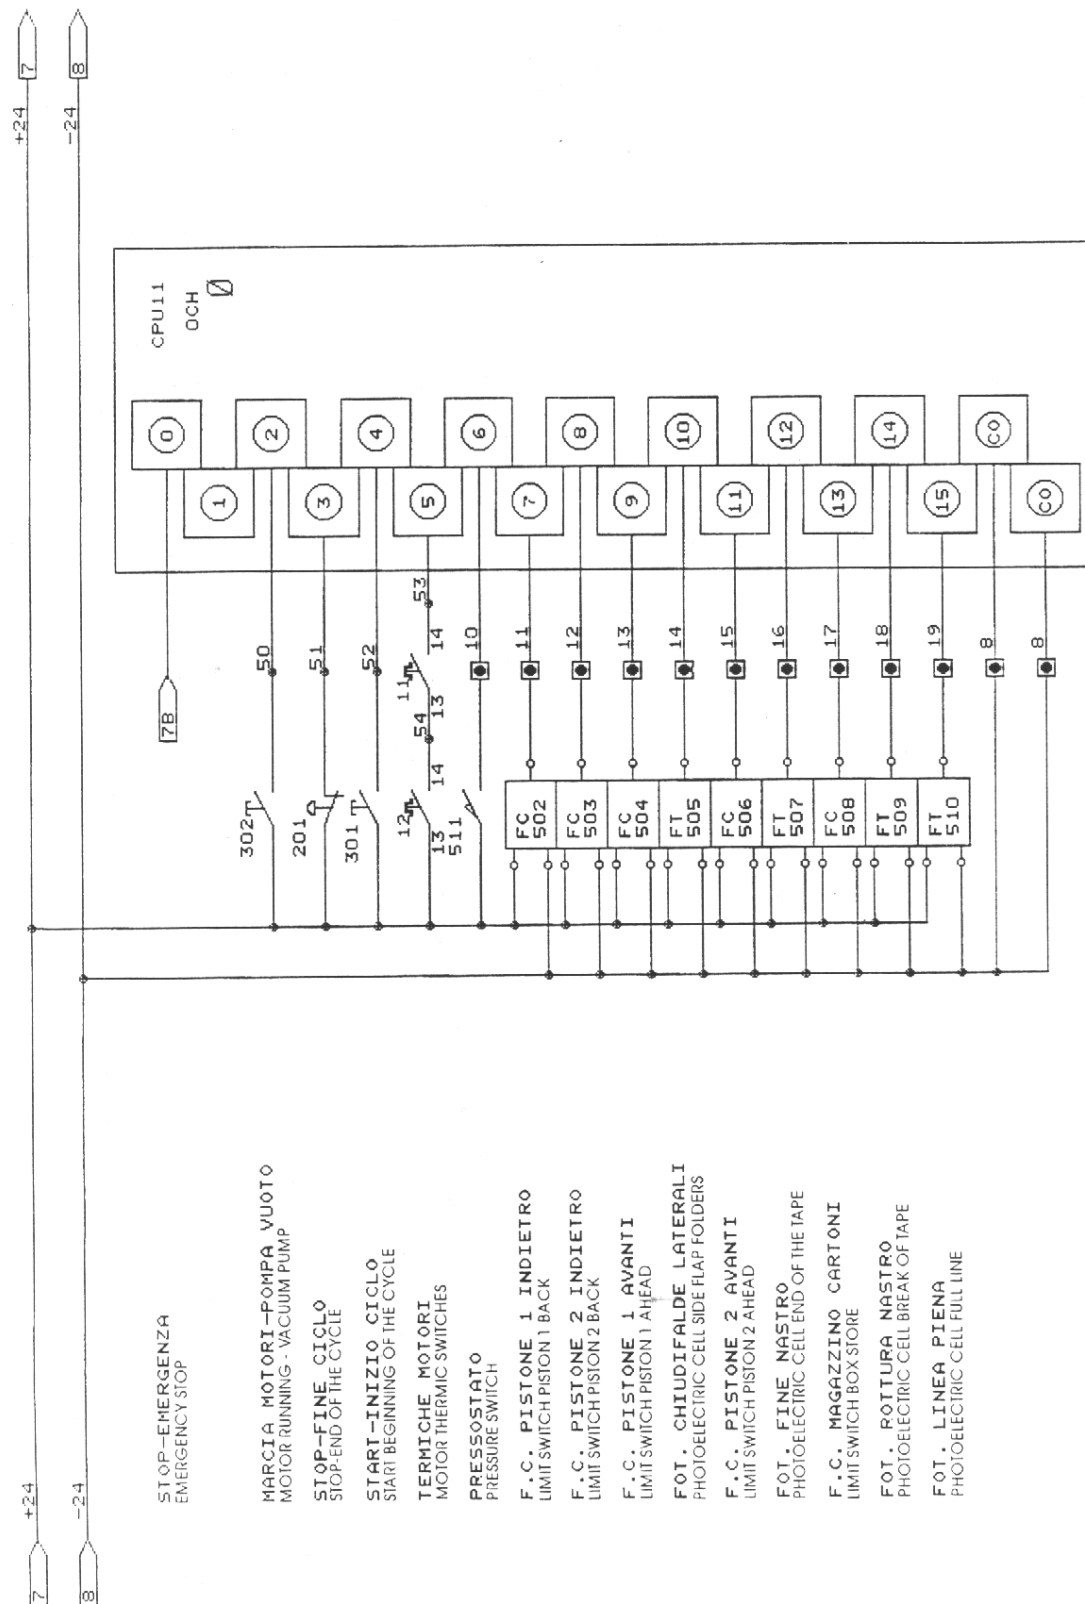 7
+24
+24
7
8
-24
-24
8
CPU11
0CH
Ø
STOP-EMERGENZA
EMERGENCY STOP
7B
0
1
MARCIA MOTORI-POMPA VUOTO
MOTOR RUNNING - VACUUM PUMP
302
50
2
STOP-FINE CICLO
STOP-END OF THE CYCLE
201
51
3
START-INIZIO CICLO
START BEGINNING OF THE CYCLE
301
52
4
TERMICHE MOTORI
MOTOR THERMIC SWITCHES
12
13
14
54
11
13
14
53
5
PRESSOSTATO
PRESSURE SWITCH
511
10
6
F.C. PISTONE 1 INDIETRO
LIMIT SWITCH PISTON 1 BACK
FC
502
11
7
F.C. PISTONE 2 INDIETRO
LIMIT SWITCH PISTON 2 BACK
FC
503
12
8
F.C. PISTONE 1 AVANTI
LIMIT SWITCH PISTON 1 AHEAD
FC
504
13
9
FOT. CHIUDIFALDE LATERALI
PHOTOELECTRIC CELL SIDE FLAP FOLDERS
FT
505
14
10
F.C. PISTONE 2 AVANTI
LIMIT SWITCH PISTON 2 AHEAD
FC
506
15
11
FOT. FINE NASTRO
PHOTOELECTRIC CELL END OF THE TAPE
FT
507
16
12
F.C. MAGAZZINO CARTONI
LIMIT SWITCH BOX STORE
FC
508
17
13
FOT. ROTTURA NASTRO
PHOTOELECTRIC CELL BREAK OF TAPE
FT
509
18
14
FOT. LINEA PIENA
PHOTOELECTRIC CELL FULL LINE
FT
510
19
15
8
CO
8
CO